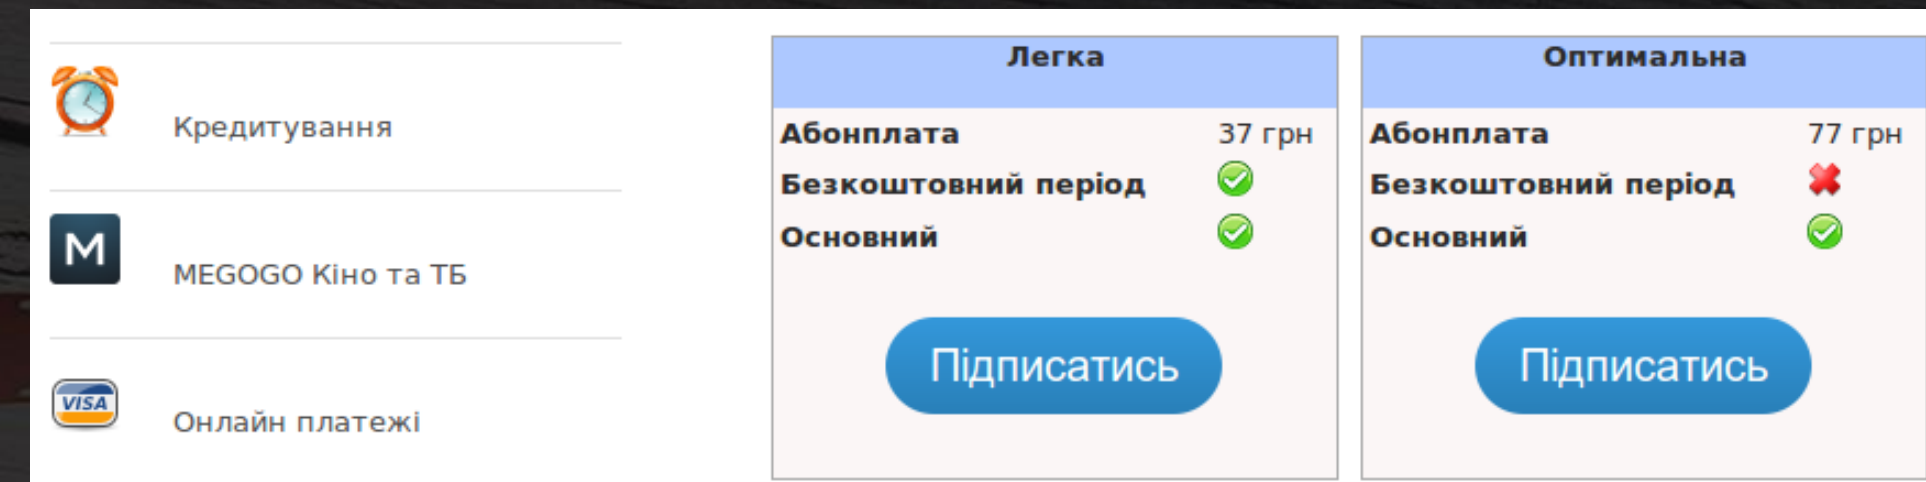 Кредитування
M
MEGOGO Кіно та ТБ
VISA
Онлайн платежі
Легка
Абонплата 37 грн
Безкоштовний період
Основний
Підписатись
Оптимальна
Абонплата 77 грн
Безкоштовний період
Основний
Підписатись